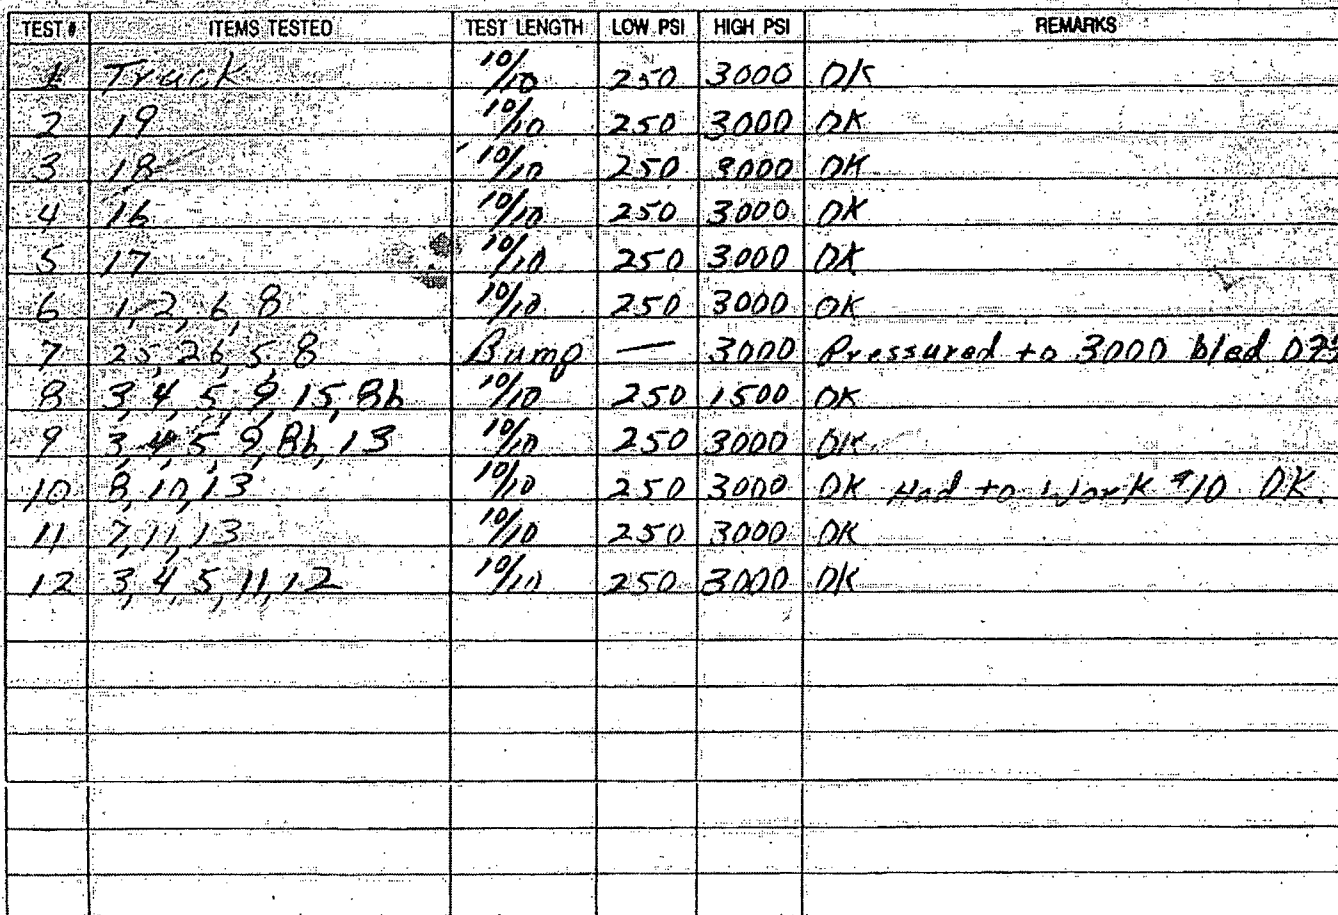 TEST # ITEMS TESTED TEST LENGTH LOW PSI HIGH PSI REMARKS
1 Truck 10/10 250 3000 OK
2 19 10/10 250 3000 OK
3 18 10/10 250 3000 OK
4 16 10/10 250 3000 OK
5 17 10/10 250 3000 OK
6 1, 2, 6, 8 10/10 250 3000 OK
7 25, 26, 5, 8 Bump — 3000 Pressured to 3000 bled
8 3, 4, 5, 9, 15, 8b 10/10 250 1500 OK
9 3, 4, 5, 9, 8b, 13 10/10 250 3000 OK
10 8, 10, 13 10/10 250 3000 OK Had to Work #10 OK.
11 7, 11, 13 10/10 250 3000 OK
12 3, 4, 5, 11, 12 10/10 250 3000 OK